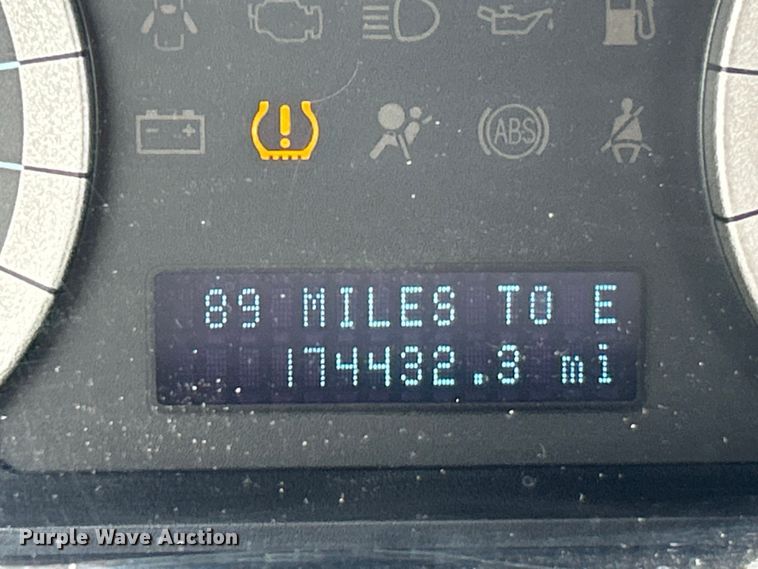 ABS
89 MILES TO E
174432.3 mi
Purple Wave Auction